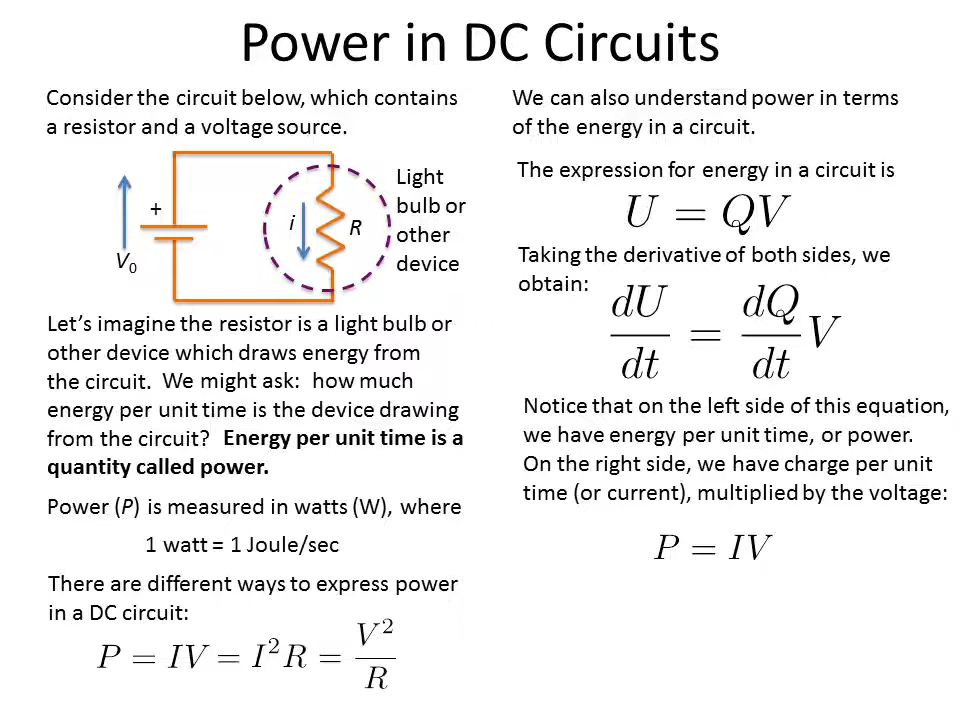 Power in DC Circuits
Consider the circuit below, which contains
a resistor and a voltage source.
+
V₀
i
R
Light
bulb or
other
device
Let's imagine the resistor is a light bulb or
other device which draws energy from
the circuit. We might ask: how much
energy per unit time is the device drawing
from the circuit? Energy per unit time is a
quantity called power.
Power (P) is measured in watts (W), where
1 watt = 1 Joule/sec
There are different ways to express power
in a DC circuit:
P = IV = I²R = V²/R
We can also understand power in terms
of the energy in a circuit.
The expression for energy in a circuit is
U = QV
Taking the derivative of both sides, we
obtain:
dU/dt = dQ/dt V
Notice that on the left side of this equation,
we have energy per unit time, or power.
On the right side, we have charge per unit
time (or current), multiplied by the voltage:
P = IV